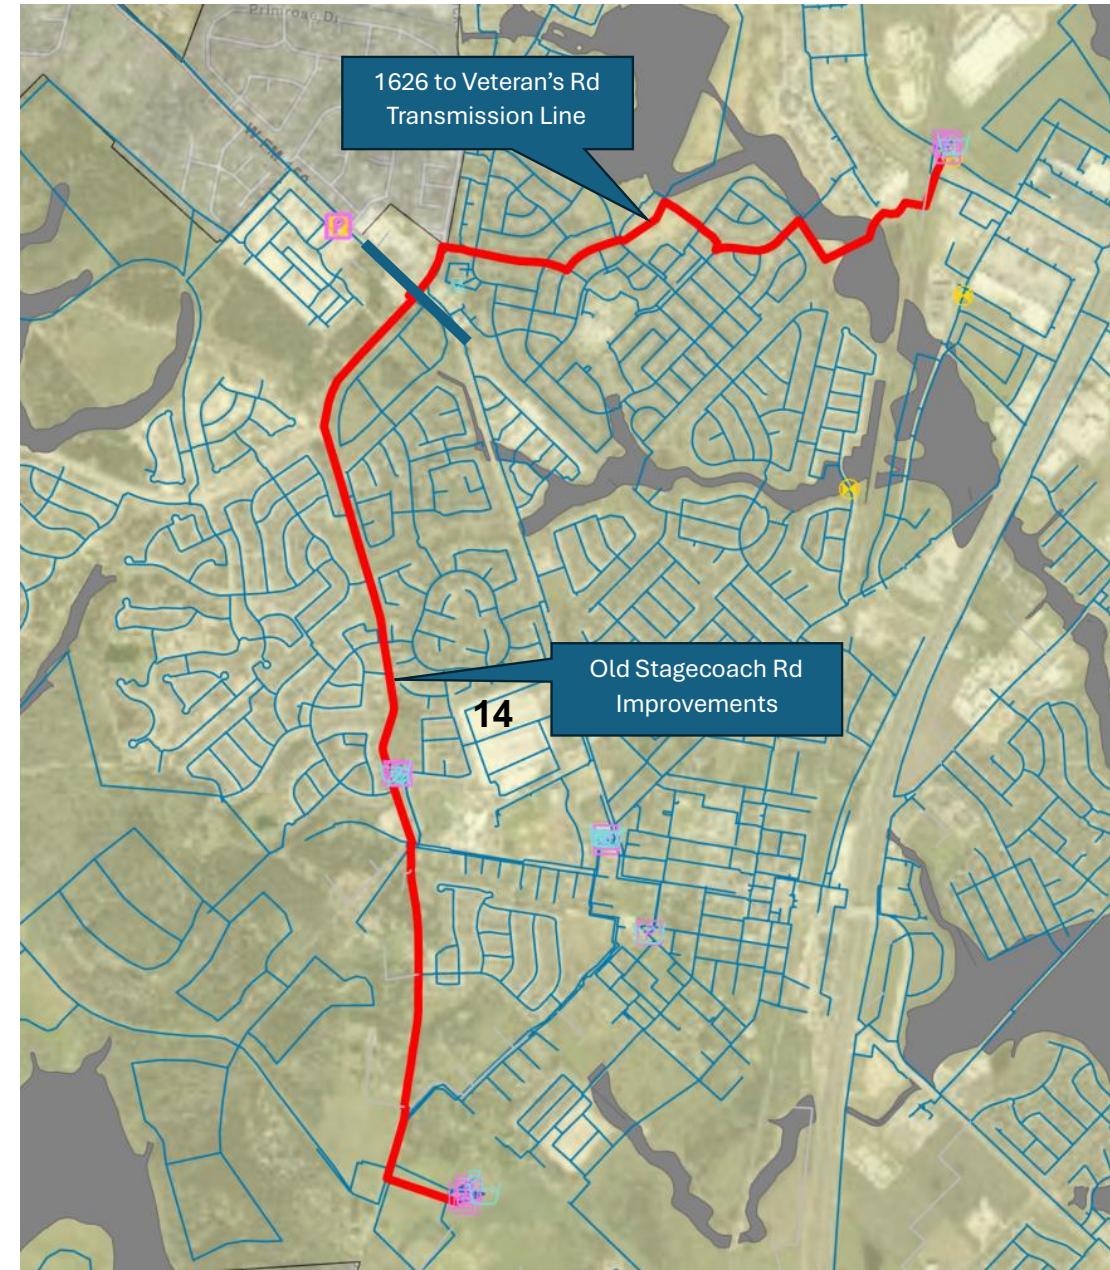 Primrose Dr
1626 to Veteran's Rd
Transmission Line
P
Old Stagecoach Rd
Improvements
14